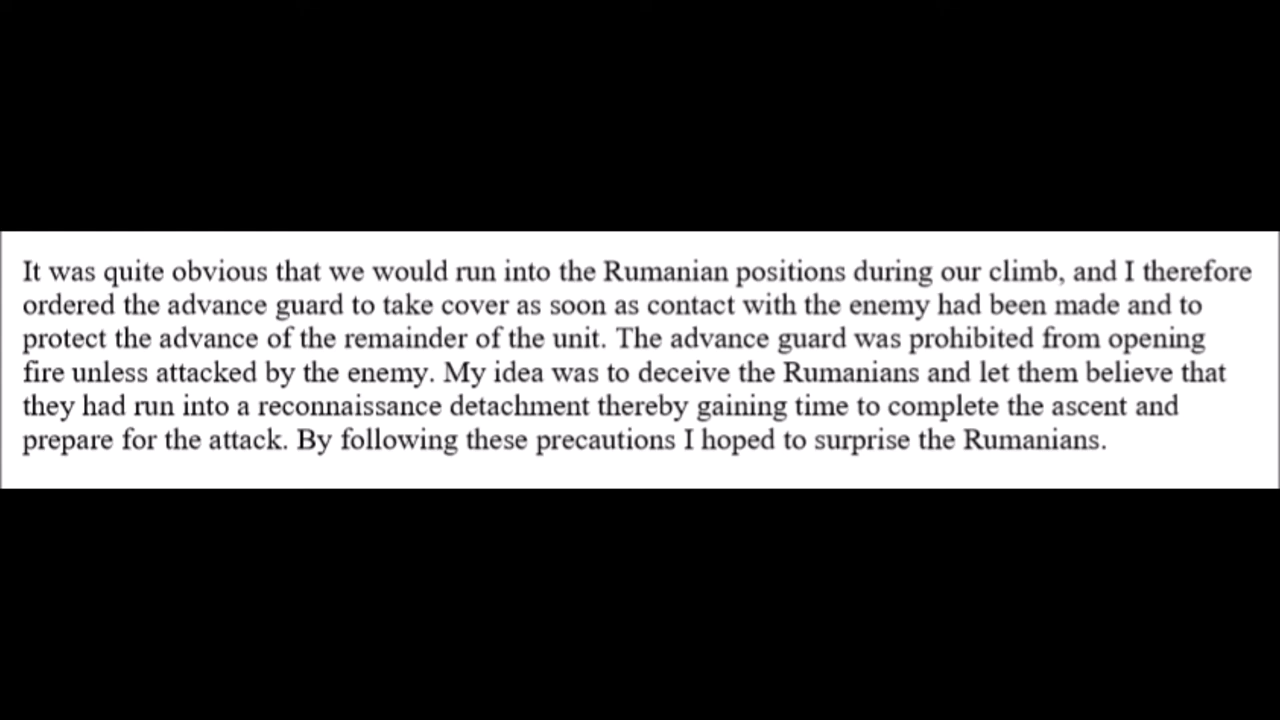 It was quite obvious that we would run into the Rumanian positions during our climb, and I therefore
ordered the advance guard to take cover as soon as contact with the enemy had been made and to
protect the advance of the remainder of the unit. The advance guard was prohibited from opening
fire unless attacked by the enemy. My idea was to deceive the Rumanians and let them believe that
they had run into a reconnaissance detachment thereby gaining time to complete the ascent and
prepare for the attack. By following these precautions I hoped to surprise the Rumanians.